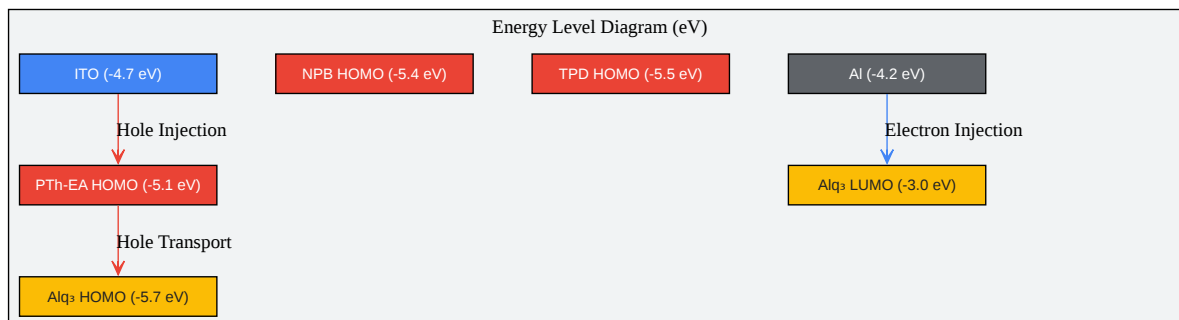 Energy Level Diagram (eV)
ITO (-4.7 eV)
NPB HOMO (-5.4 eV)
TPD HOMO (-5.5 eV)
Al (-4.2 eV)
Hole Injection
Electron Injection
PTh-EA HOMO (-5.1 eV)
Alq₃ LUMO (-3.0 eV)
Hole Transport
Alq₃ HOMO (-5.7 eV)